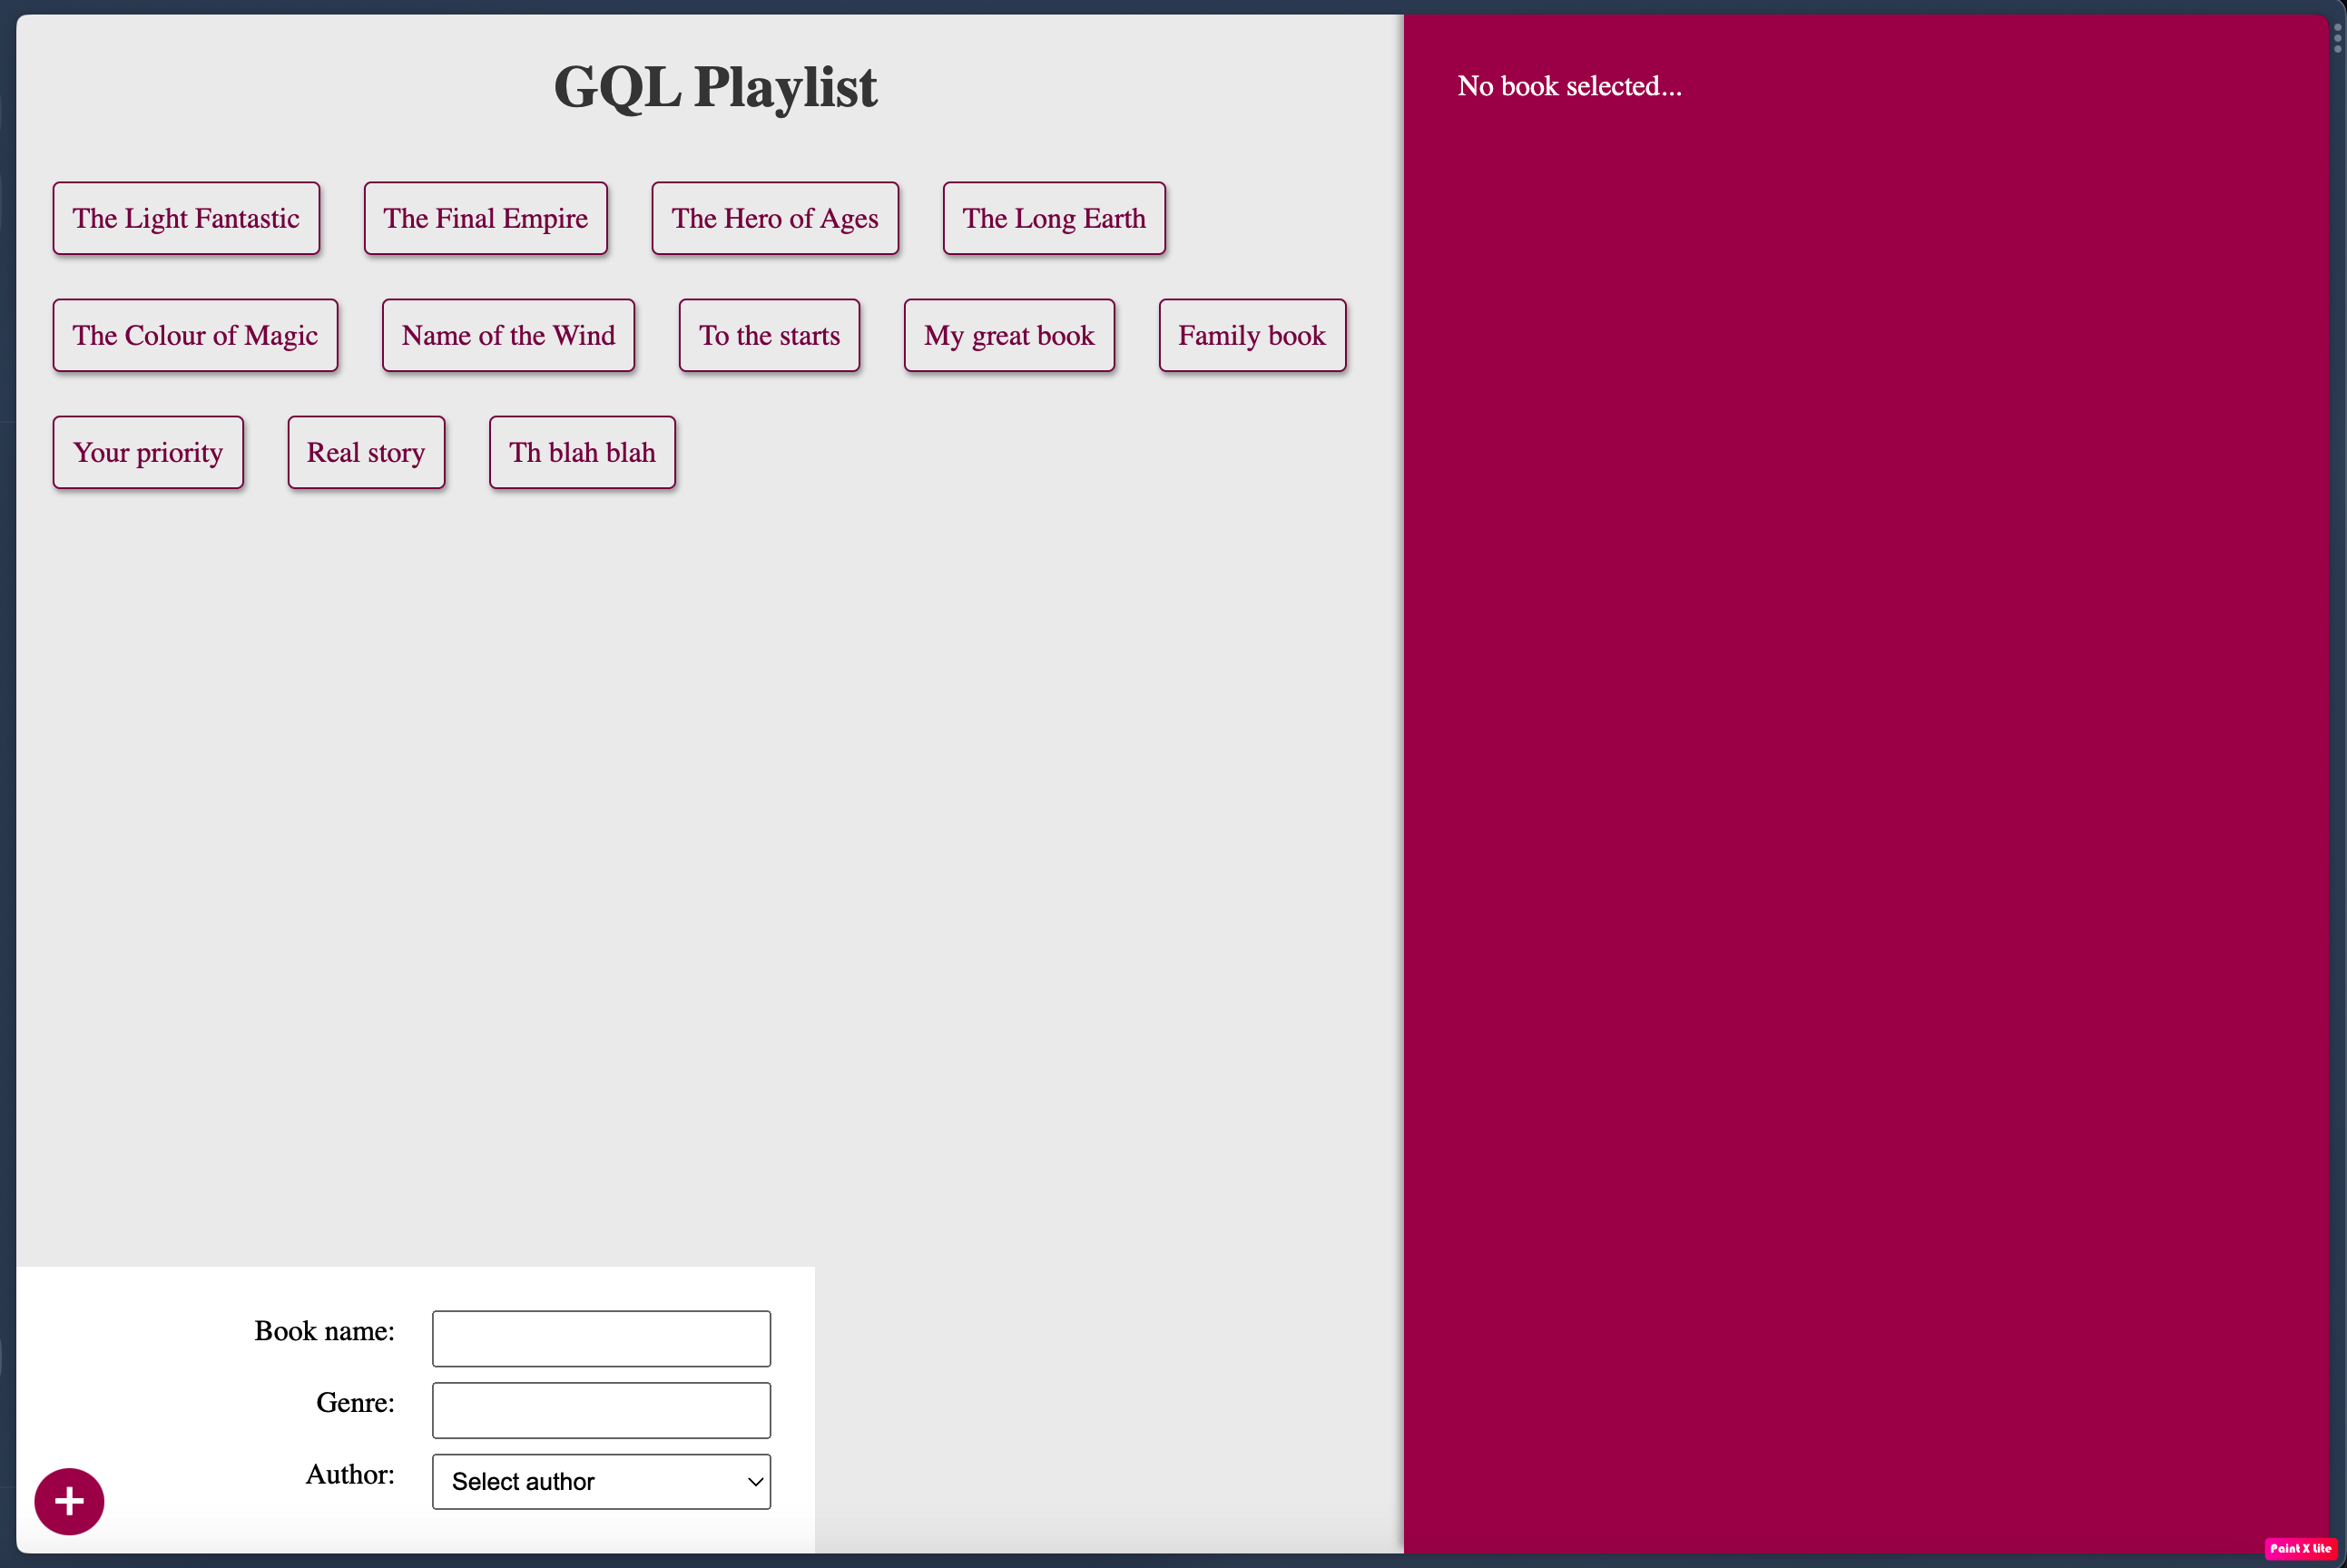 GQL Playlist
No book selected...
The Light Fantastic
The Final Empire
The Hero of Ages
The Long Earth
The Colour of Magic
Name of the Wind
To the starts
My great book
Family book
Your priority
Real story
Th blah blah
Book name:
Genre:
Author:
Select author
+
Paint X Lite